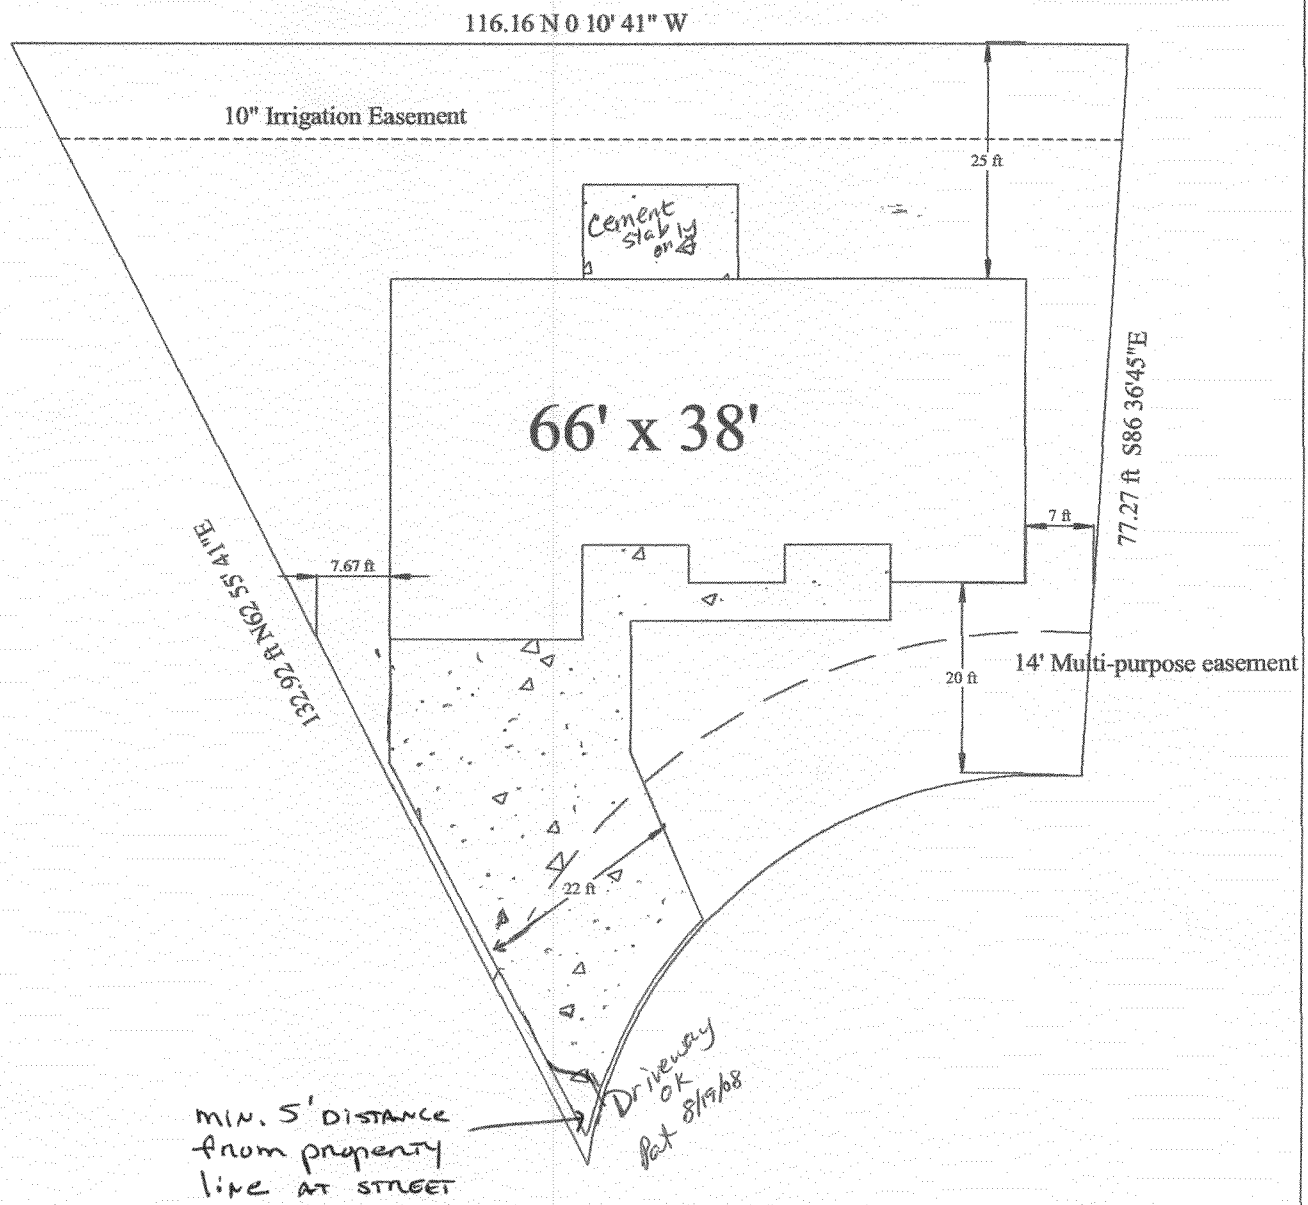 116.16 N 0 10' 41" W
10" Irrigation Easement
25 ft
Cement
slab
only
66' x 38'
77.27 ft S86 36'45"E
7 ft
7.67 ft
132.92 ft N62 55' 41"E
14' Multi-purpose easement
20 ft
22 ft
Driveway
OK
Pat 8/19/08
MIN. 5' DISTANCE
from property
line AT STREET